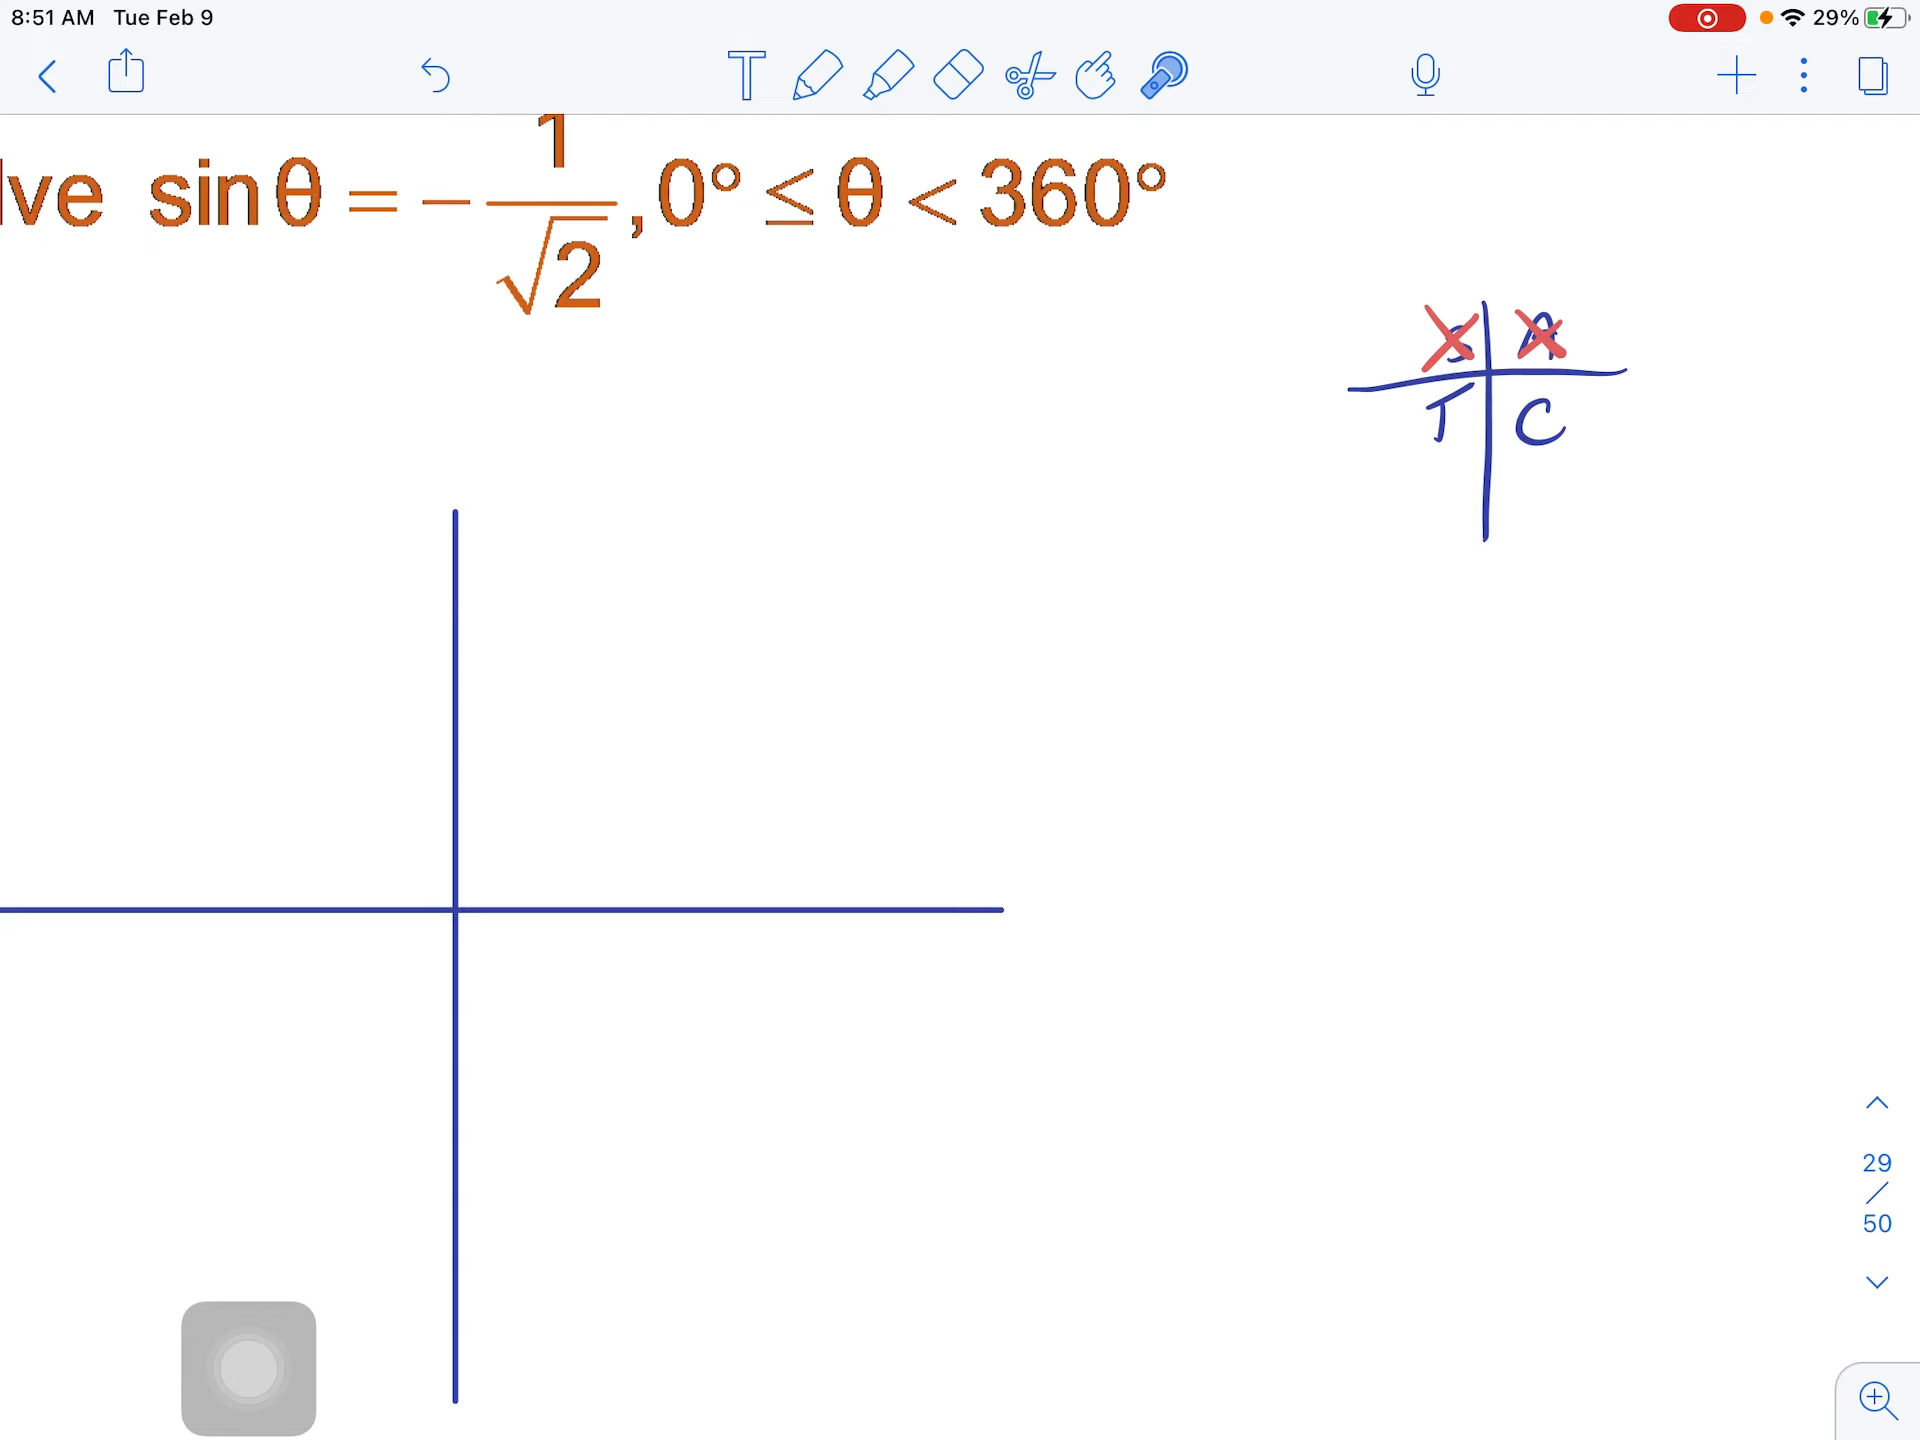 8:51 AM Tue Feb 9
29%
T
lve sinθ = -1/√2, 0° ≤ θ < 360°
S A
T C
29
/
50